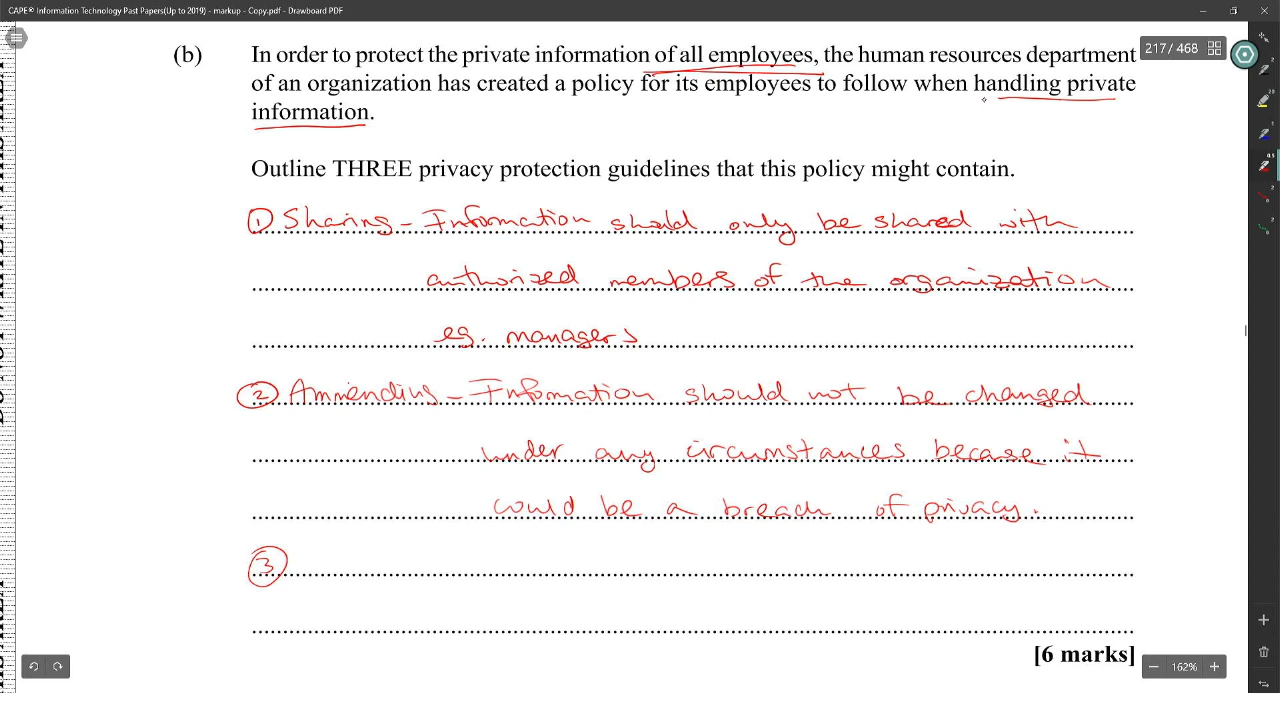 CAPE® Information Technology Past Papers(Up to 2019) - markup - Copy.pdf - Drawboard PDF
217 / 468
(b) In order to protect the private information of all employees, the human resources department
of an organization has created a policy for its employees to follow when handling private
information.
Outline THREE privacy protection guidelines that this policy might contain.
① Sharing - Information should only be shared with
authorized members of the organization
eg. managers
② Ammending - Information should not be changed
under any circumstances becase it
could be a breach of privacy.
③
[6 marks]
162%